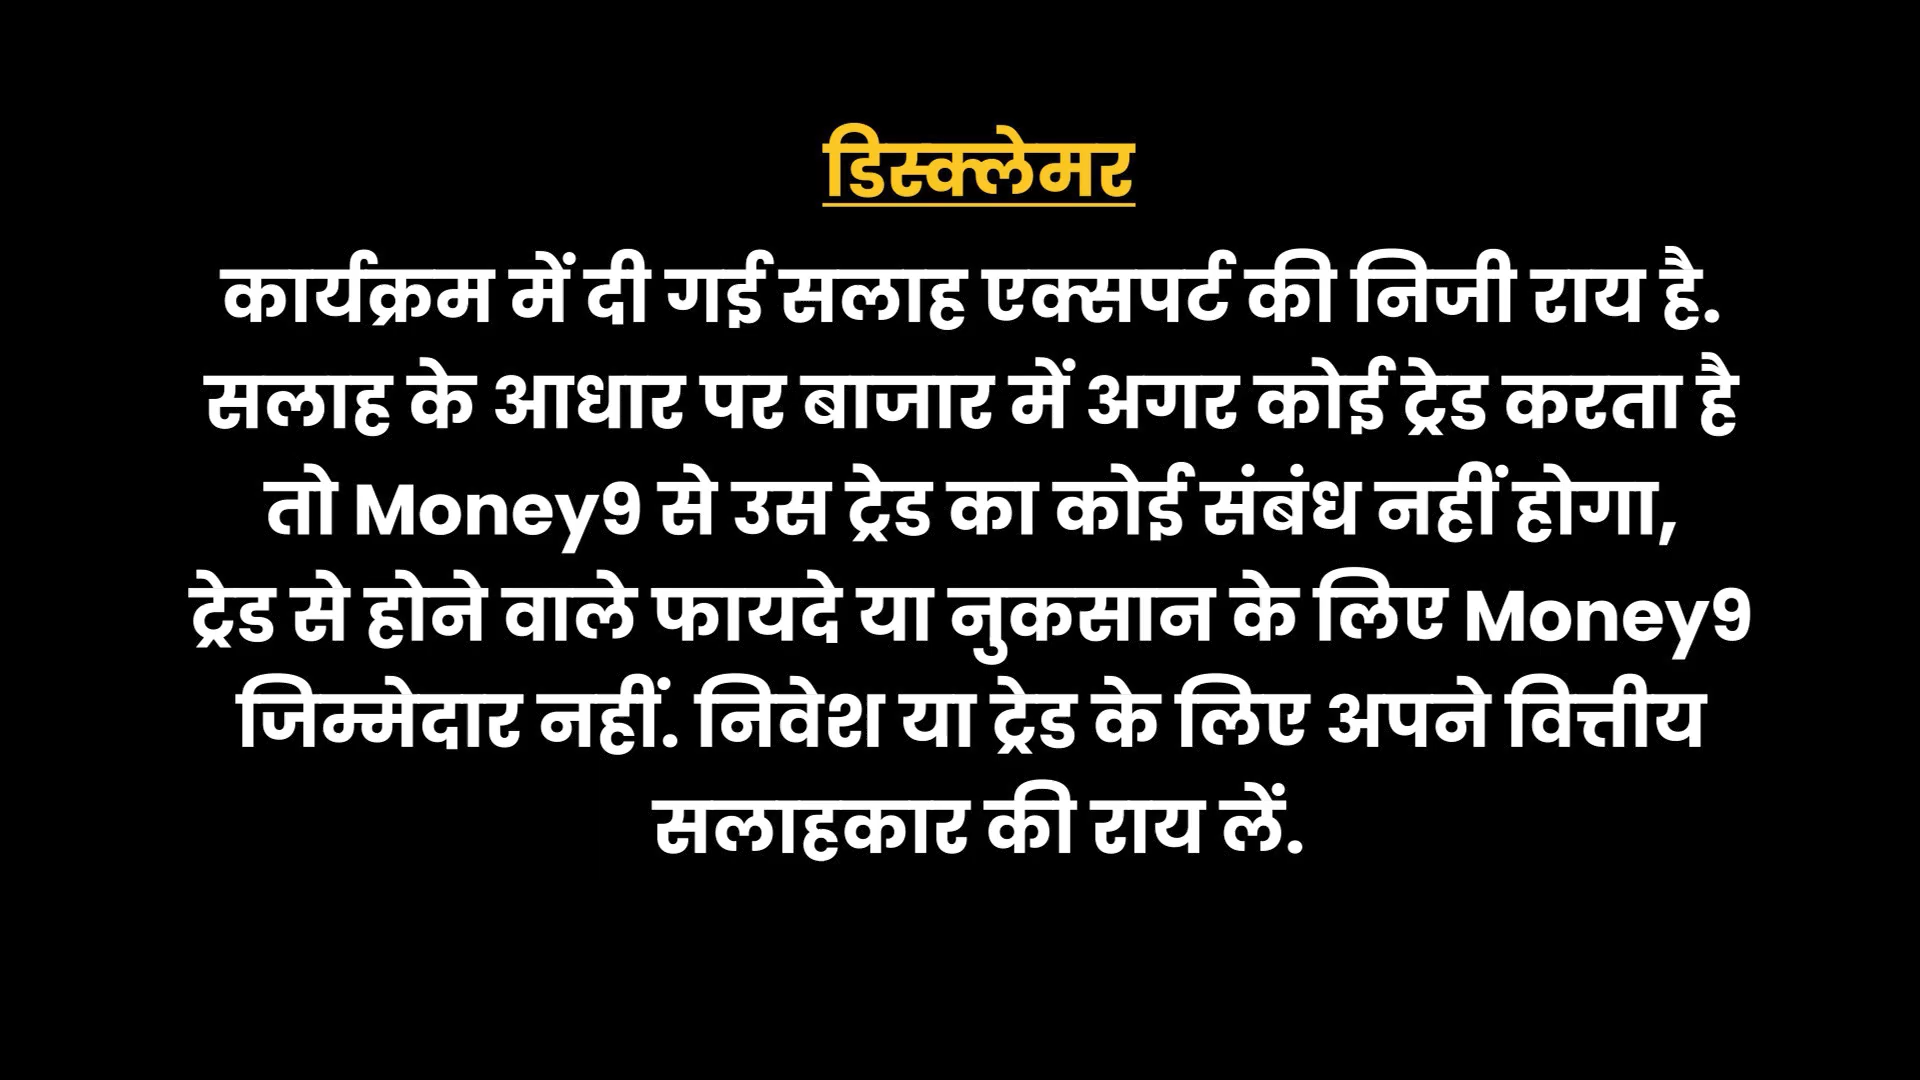 डिस्क्लेमर
कार्यक्रम में दी गई सलाह एक्सपर्ट की निजी राय है.
सलाह के आधार पर बाजार में अगर कोई ट्रेड करता है
तो Money9 से उस ट्रेड का कोई संबंध नहीं होगा,
ट्रेड से होने वाले फायदे या नुकसान के लिए Money9
जिम्मेदार नहीं. निवेश या ट्रेड के लिए अपने वित्तीय
सलाहकार की राय लें.